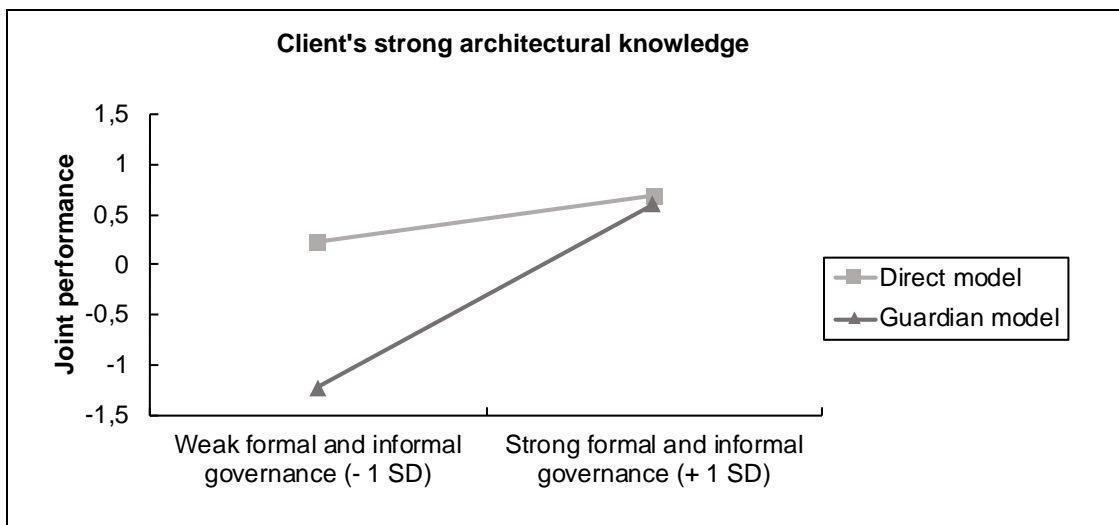 Client's strong architectural knowledge
1,5
1
0,5
0
-0,5
-1
-1,5
Joint performance
Weak formal and informal
governance (- 1 SD)
Strong formal and informal
governance (+ 1 SD)
Direct model
Guardian model